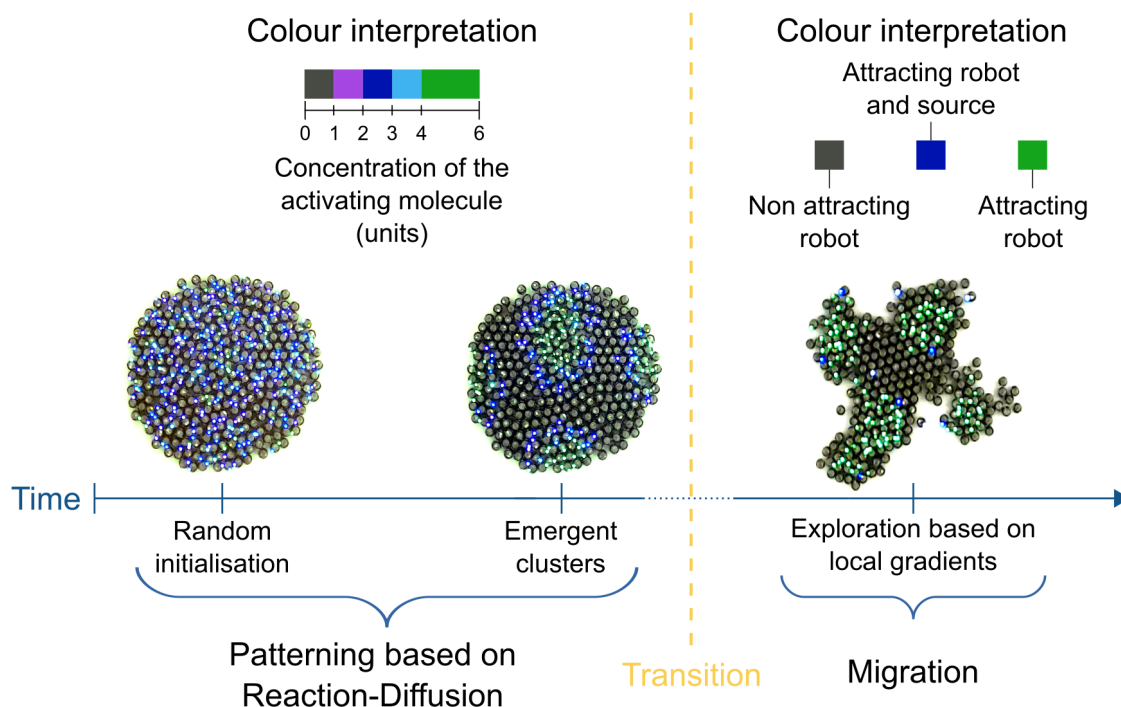 Colour interpretation
0 1 2 3 4 6
Concentration of the
activating molecule
(units)
Colour interpretation
Attracting robot
and source
Non attracting
robot
Attracting
robot
Time
Random
initialisation
Emergent
clusters
Exploration based on
local gradients
Patterning based on
Reaction-Diffusion
Transition
Migration